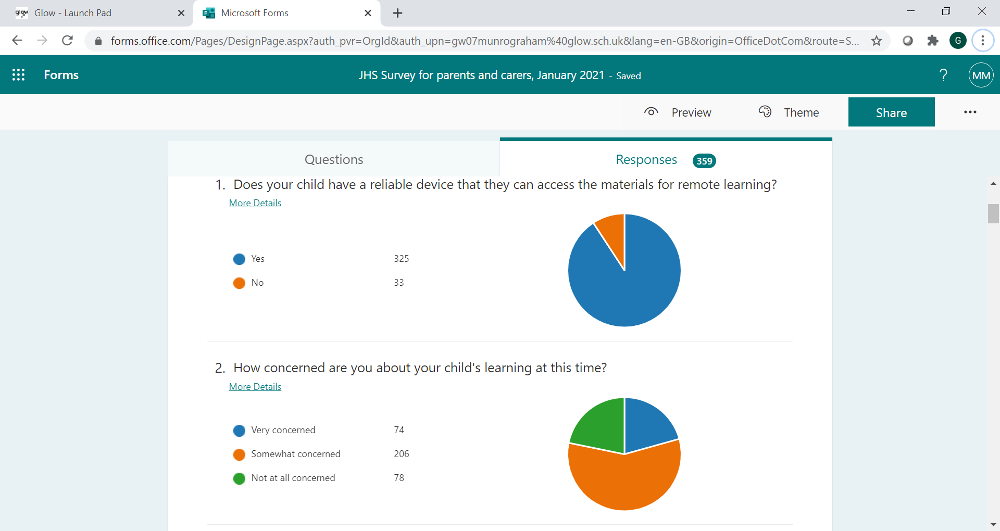 glow Glow - Launch Pad
Microsoft Forms
forms.office.com/Pages/DesignPage.aspx?auth_pvr=OrgId&auth_upn=gw07munrograham%40glow.sch.uk&lang=en-GB&origin=OfficeDotCom&route=S...
G
Forms
JHS Survey for parents and carers, January 2021 - Saved
?
MM
Preview
Theme
Share
Questions
Responses 359
1. Does your child have a reliable device that they can access the materials for remote learning?
More Details
Yes 325
No 33
2. How concerned are you about your child's learning at this time?
More Details
Very concerned 74
Somewhat concerned 206
Not at all concerned 78